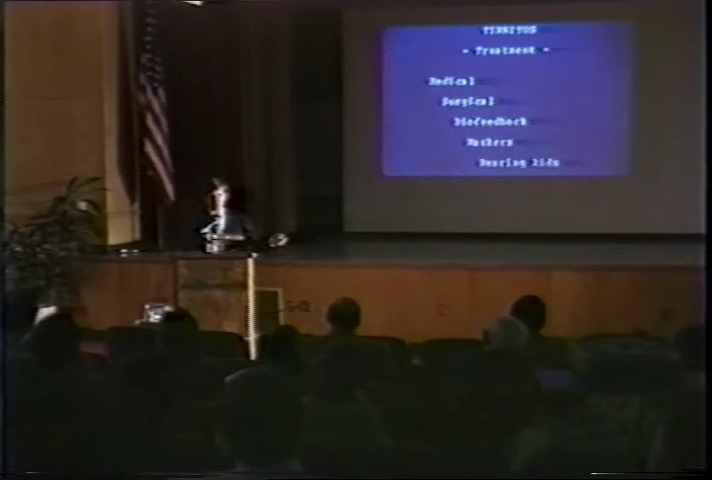 TINNITUS
- Treatment -
Medical
Surgical
Biofeedback
Maskers
Hearing Aids